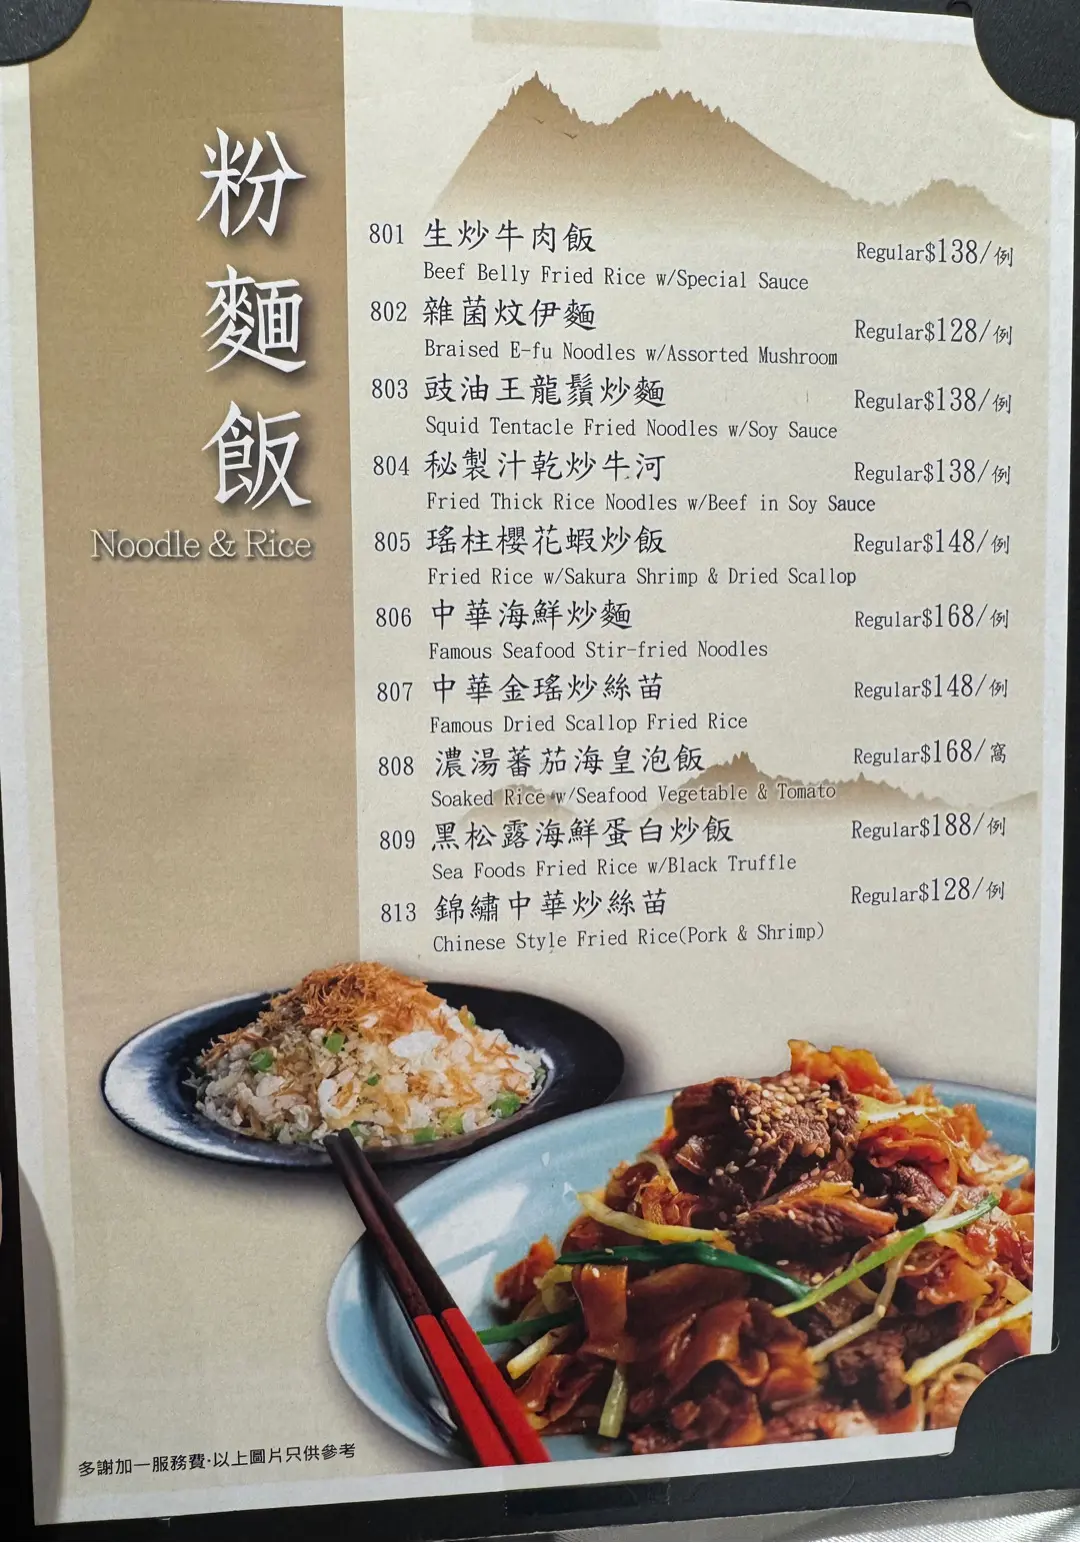 粉麵飯
Noodle & Rice
801 生炒牛肉飯 Regular$138/例
Beef Belly Fried Rice w/Special Sauce
802 雜菌炆伊麵 Regular$128/例
Braised E-fu Noodles w/Assorted Mushroom
803 豉油王龍鬚炒麵 Regular$138/例
Squid Tentacle Fried Noodles w/Soy Sauce
804 秘製汁乾炒牛河 Regular$138/例
Fried Thick Rice Noodles w/Beef in Soy Sauce
805 瑤柱櫻花蝦炒飯 Regular$148/例
Fried Rice w/Sakura Shrimp & Dried Scallop
806 中華海鮮炒麵 Regular$168/例
Famous Seafood Stir-fried Noodles
807 中華金瑤炒絲苗 Regular$148/例
Famous Dried Scallop Fried Rice
808 濃湯蕃茄海皇泡飯 Regular$168/窩
Soaked Rice w/Seafood Vegetable & Tomato
809 黑松露海鮮蛋白炒飯 Regular$188/例
Sea Foods Fried Rice w/Black Truffle
813 錦繡中華炒絲苗 Regular$128/例
Chinese Style Fried Rice(Pork & Shrimp)
多謝加一服務費·以上圖片只供參考